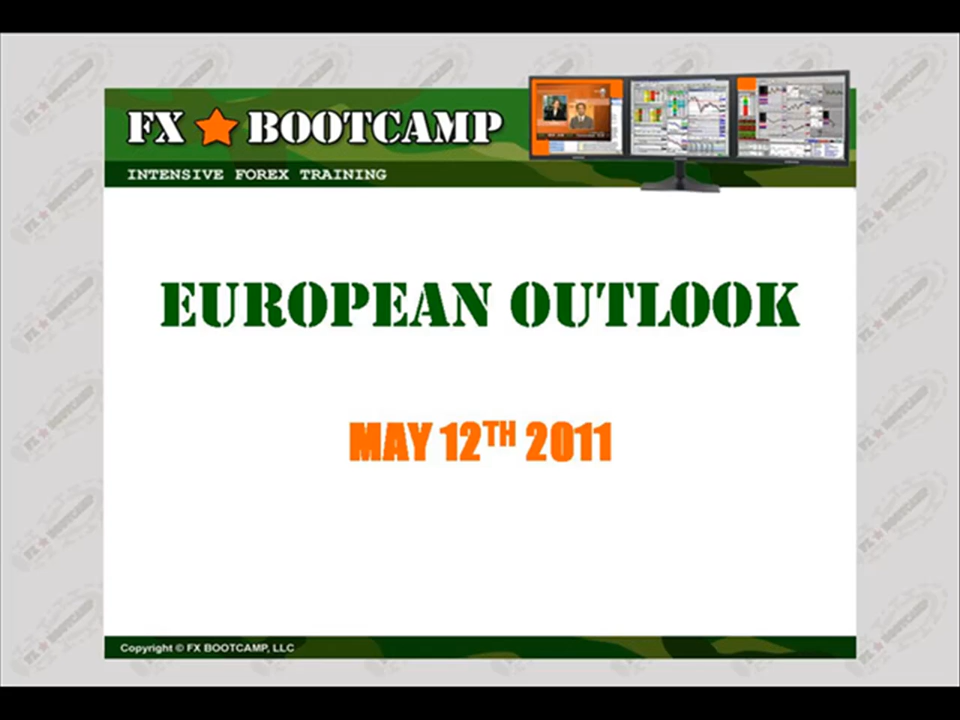 FX BOOTCAMP
INTENSIVE FOREX TRAINING
EUROPEAN OUTLOOK
MAY 12TH 2011
Copyright © FX BOOTCAMP, LLC